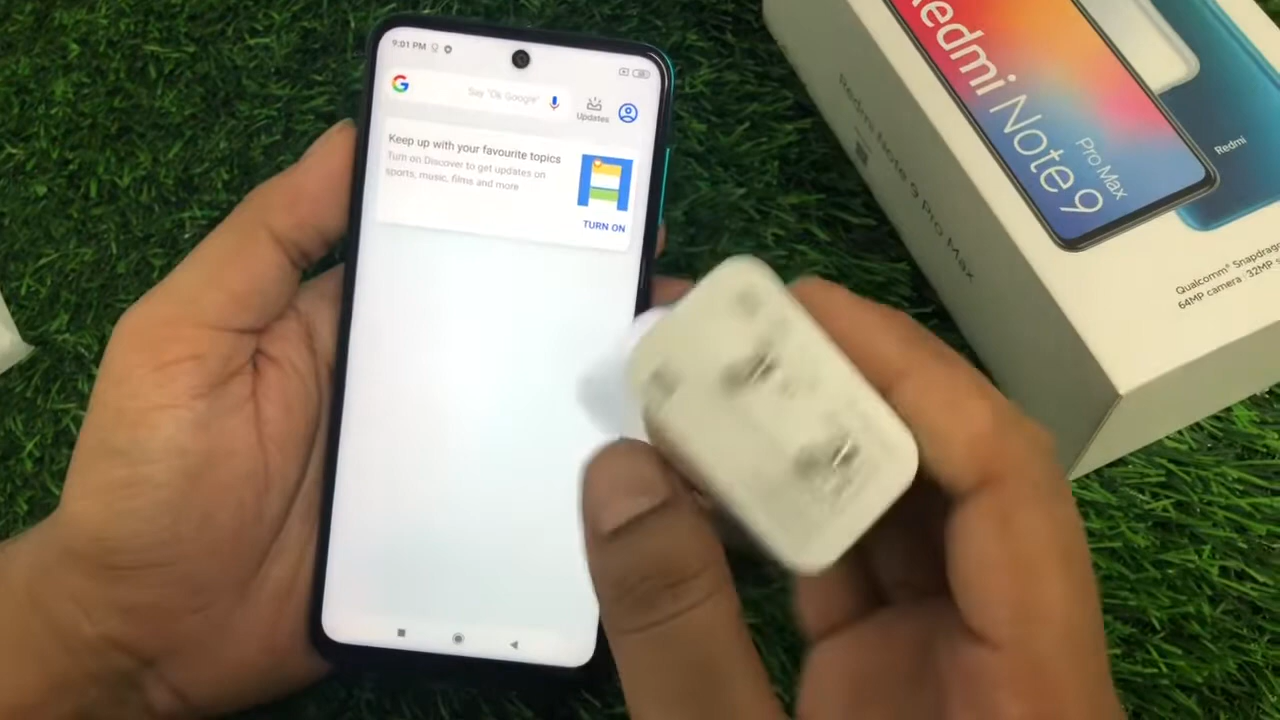 9:01 PM
G
Say "Ok Google"
Updates
Keep up with your favourite topics
Turn on Discover to get updates on
sports, music, films and more
TURN ON
Redmi Note 9
Pro Max
Redmi
Redmi Note 9 Pro Max
Qualcomm® Snapdrago
64MP camera
32MP s